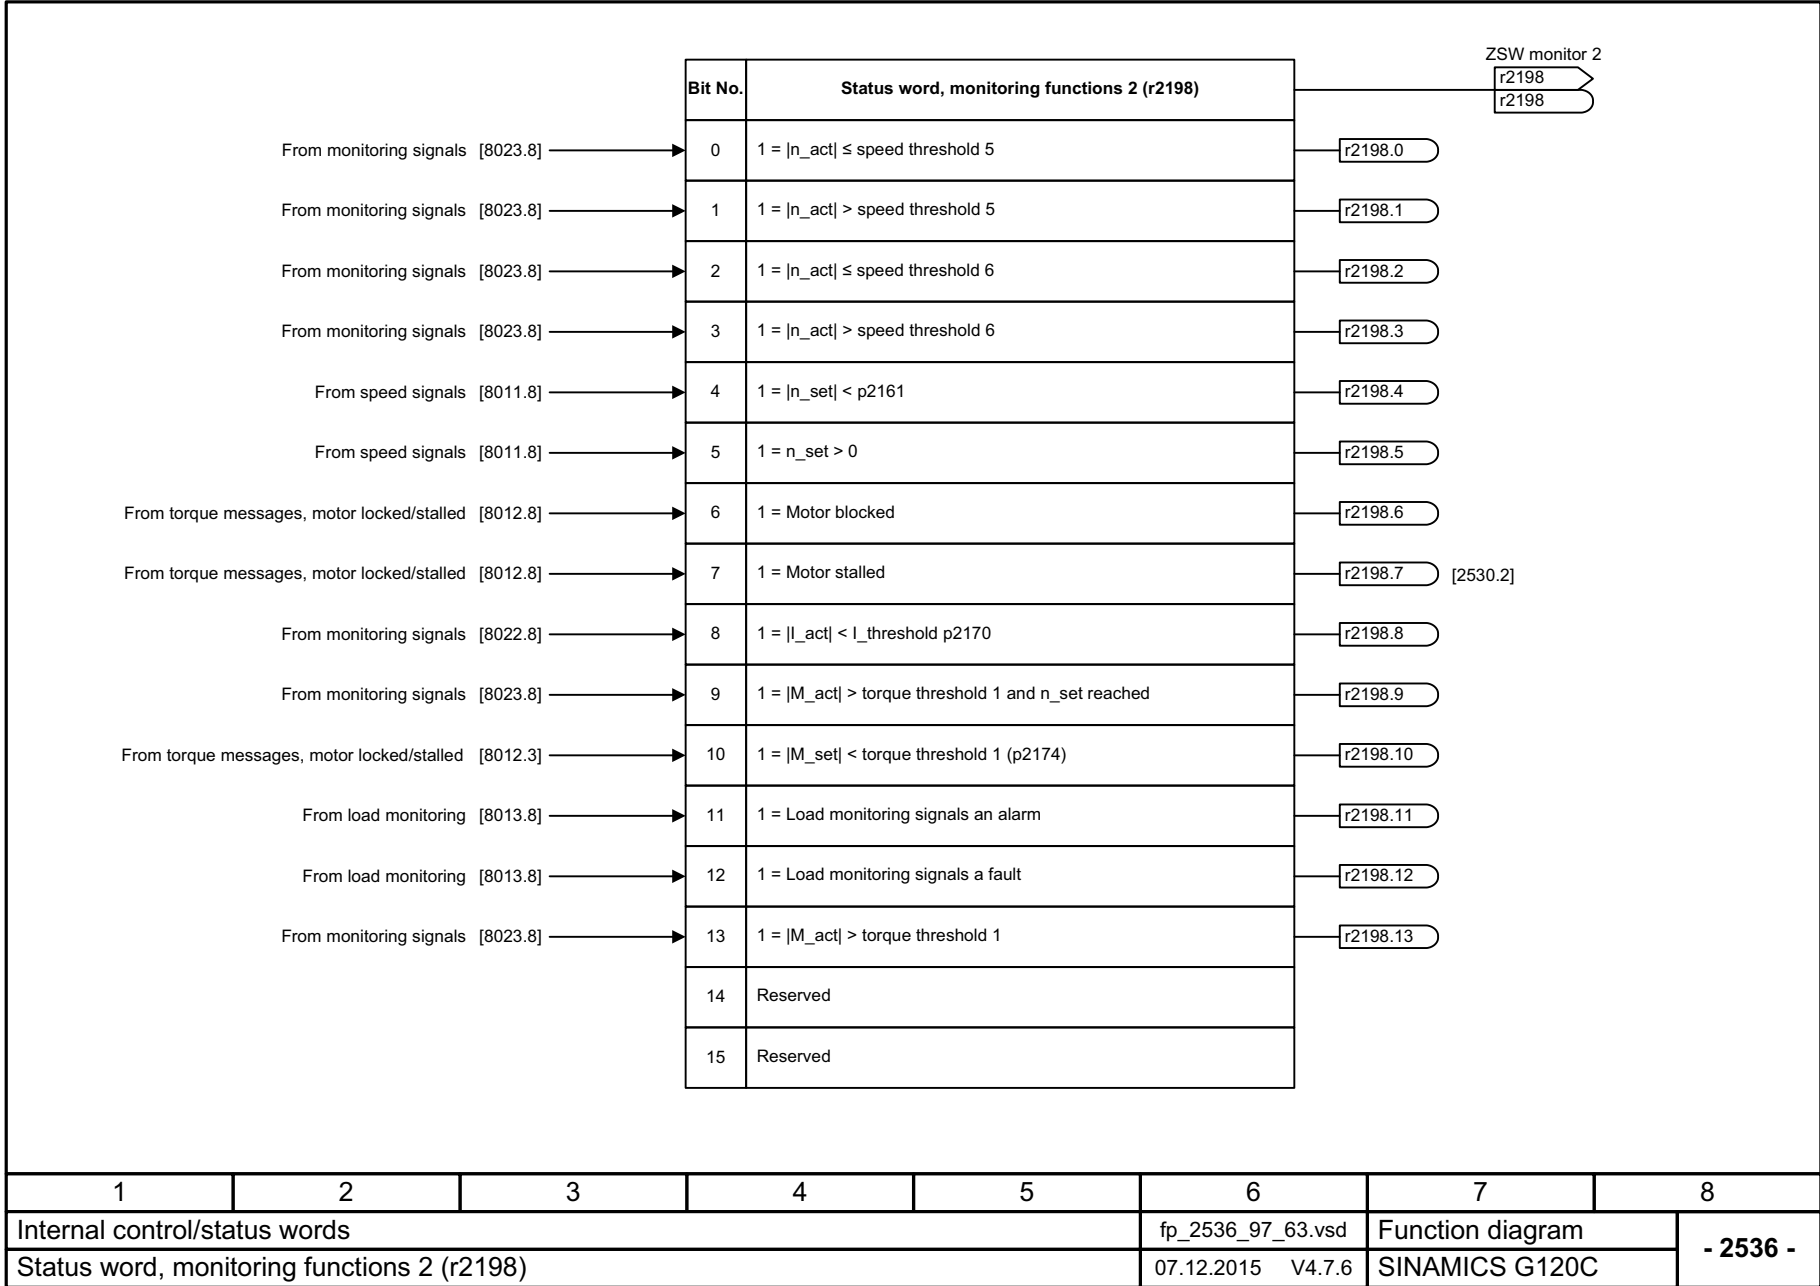 ZSW monitor 2
Bit No. Status word, monitoring functions 2 (r2198) r2198
r2198
From monitoring signals [8023.8] 0 1 = |n_act| ≤ speed threshold 5 r2198.0
From monitoring signals [8023.8] 1 1 = |n_act| > speed threshold 5 r2198.1
From monitoring signals [8023.8] 2 1 = |n_act| ≤ speed threshold 6 r2198.2
From monitoring signals [8023.8] 3 1 = |n_act| > speed threshold 6 r2198.3
From speed signals [8011.8] 4 1 = |n_set| < p2161 r2198.4
From speed signals [8011.8] 5 1 = n_set > 0 r2198.5
From torque messages, motor locked/stalled [8012.8] 6 1 = Motor blocked r2198.6
From torque messages, motor locked/stalled [8012.8] 7 1 = Motor stalled r2198.7 [2530.2]
From monitoring signals [8022.8] 8 1 = |I_act| < I_threshold p2170 r2198.8
From monitoring signals [8023.8] 9 1 = |M_act| > torque threshold 1 and n_set reached r2198.9
From torque messages, motor locked/stalled [8012.3] 10 1 = |M_set| < torque threshold 1 (p2174) r2198.10
From load monitoring [8013.8] 11 1 = Load monitoring signals an alarm r2198.11
From load monitoring [8013.8] 12 1 = Load monitoring signals a fault r2198.12
From monitoring signals [8023.8] 13 1 = |M_act| > torque threshold 1 r2198.13
14 Reserved
15 Reserved
1 2 3 4 5 6 7 8
Internal control/status words fp_2536_97_63.vsd Function diagram - 2536 -
Status word, monitoring functions 2 (r2198) 07.12.2015 V4.7.6 SINAMICS G120C